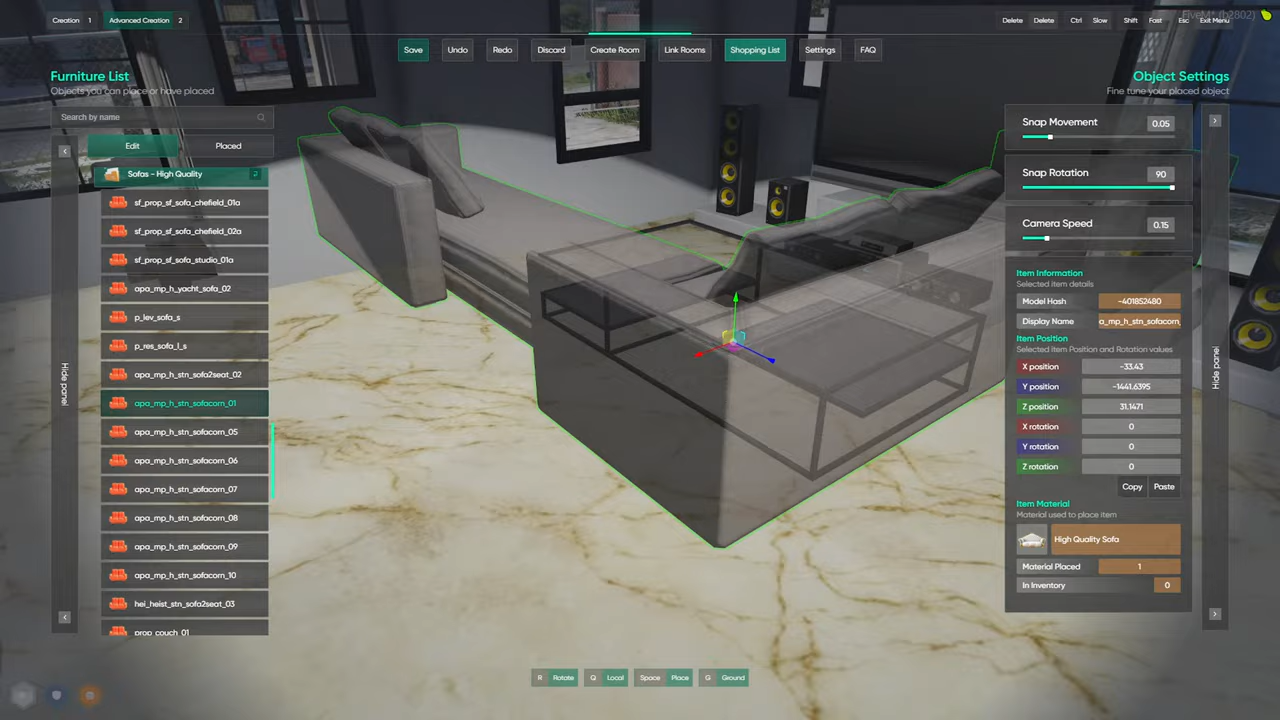 Creation 1 Advanced Creation 2
FiveM* (b2802)
Delete Delete Ctrl Slow Shift Fast Esc Exit Menu
Save Undo Redo Discard Create Room Link Rooms Shopping List Settings FAQ
Furniture List
Objects you can place or have placed
Search by name
Edit Placed
Sofas - High Quality
sf_prop_sf_sofa_chefield_01a
sf_prop_sf_sofa_chefield_02a
sf_prop_sf_sofa_studio_01a
apa_mp_h_yacht_sofa_02
p_lev_sofa_s
p_res_sofa_l_s
apa_mp_h_stn_sofa2seat_02
apa_mp_h_stn_sofacorn_01
apa_mp_h_stn_sofacorn_05
apa_mp_h_stn_sofacorn_06
apa_mp_h_stn_sofacorn_07
apa_mp_h_stn_sofacorn_08
apa_mp_h_stn_sofacorn_09
apa_mp_h_stn_sofacorn_10
hei_heist_stn_sofa2seat_03
prop_couch_01
Hide panel
Object Settings
Fine tune your placed object
Snap Movement 0.05
Snap Rotation 90
Camera Speed 0.15
Item Information
Selected item details
Model Hash -401852480
Display Name a_mp_h_stn_sofacorn_
Item Position
Selected item Position and Rotation values
X position -33.43
Y position -1441.6395
Z position 31.1471
X rotation 0
Y rotation 0
Z rotation 0
Copy Paste
Item Material
Material used to place item
High Quality Sofa
Material Placed 1
In Inventory 0
Hide panel
R Rotate Q Local Space Place G Ground